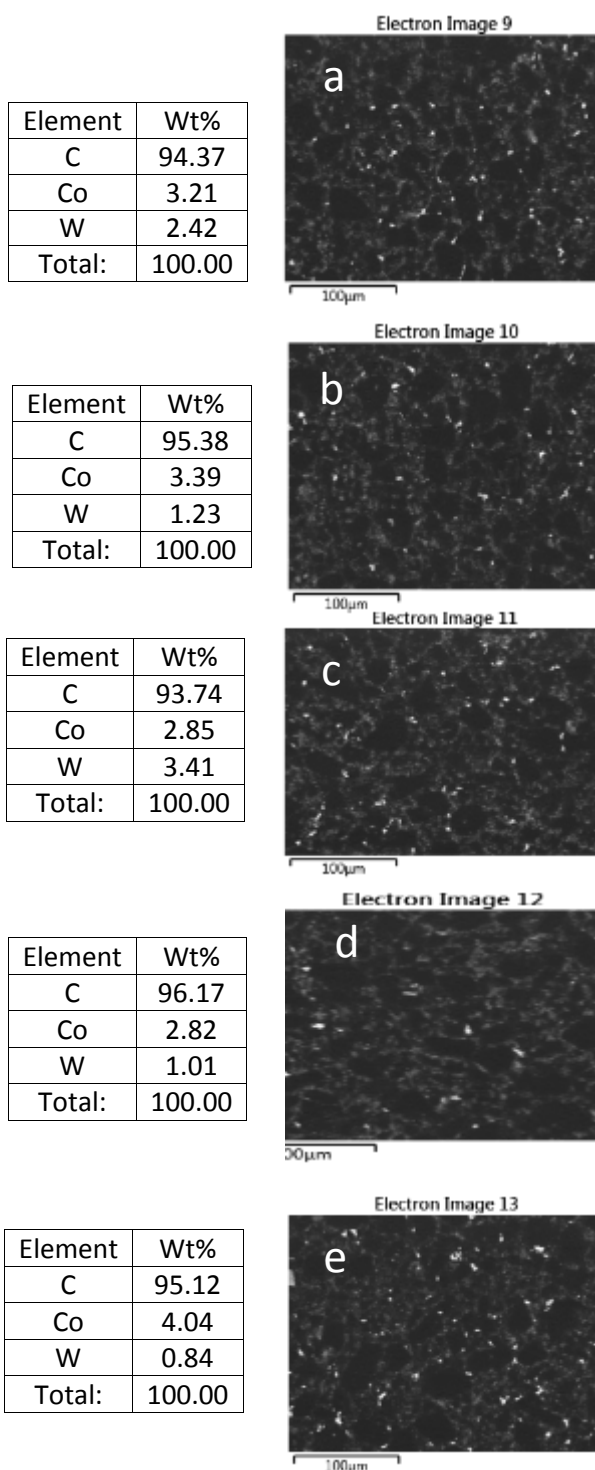 Electron Image 9
a
Element Wt%
C 94.37
Co 3.21
W 2.42
Total: 100.00
100µm
Electron Image 10
b
Element Wt%
C 95.38
Co 3.39
W 1.23
Total: 100.00
100µm
Electron Image 11
c
Element Wt%
C 93.74
Co 2.85
W 3.41
Total: 100.00
100µm
Electron Image 12
d
Element Wt%
C 96.17
Co 2.82
W 1.01
Total: 100.00
00µm
Electron Image 13
e
Element Wt%
C 95.12
Co 4.04
W 0.84
Total: 100.00
100µm